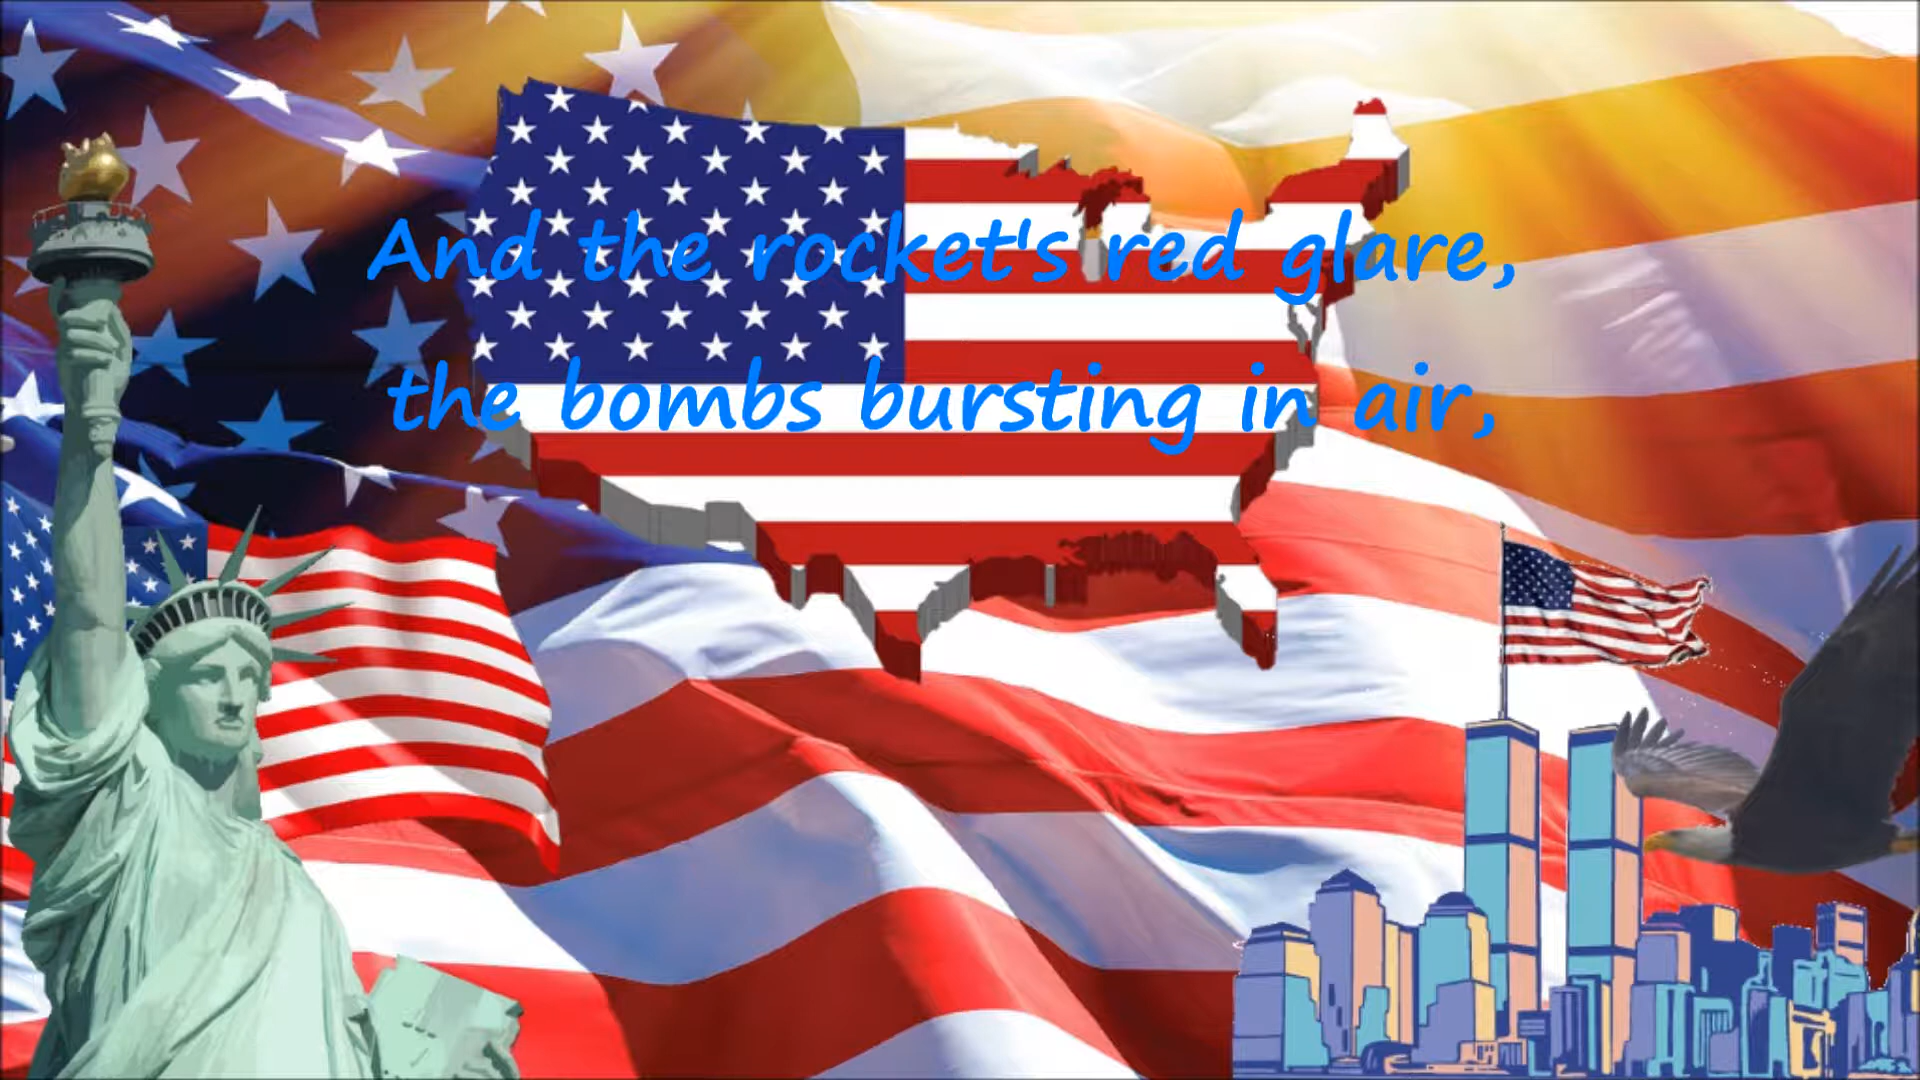 And the rocket's red glare,
the bombs bursting in air,